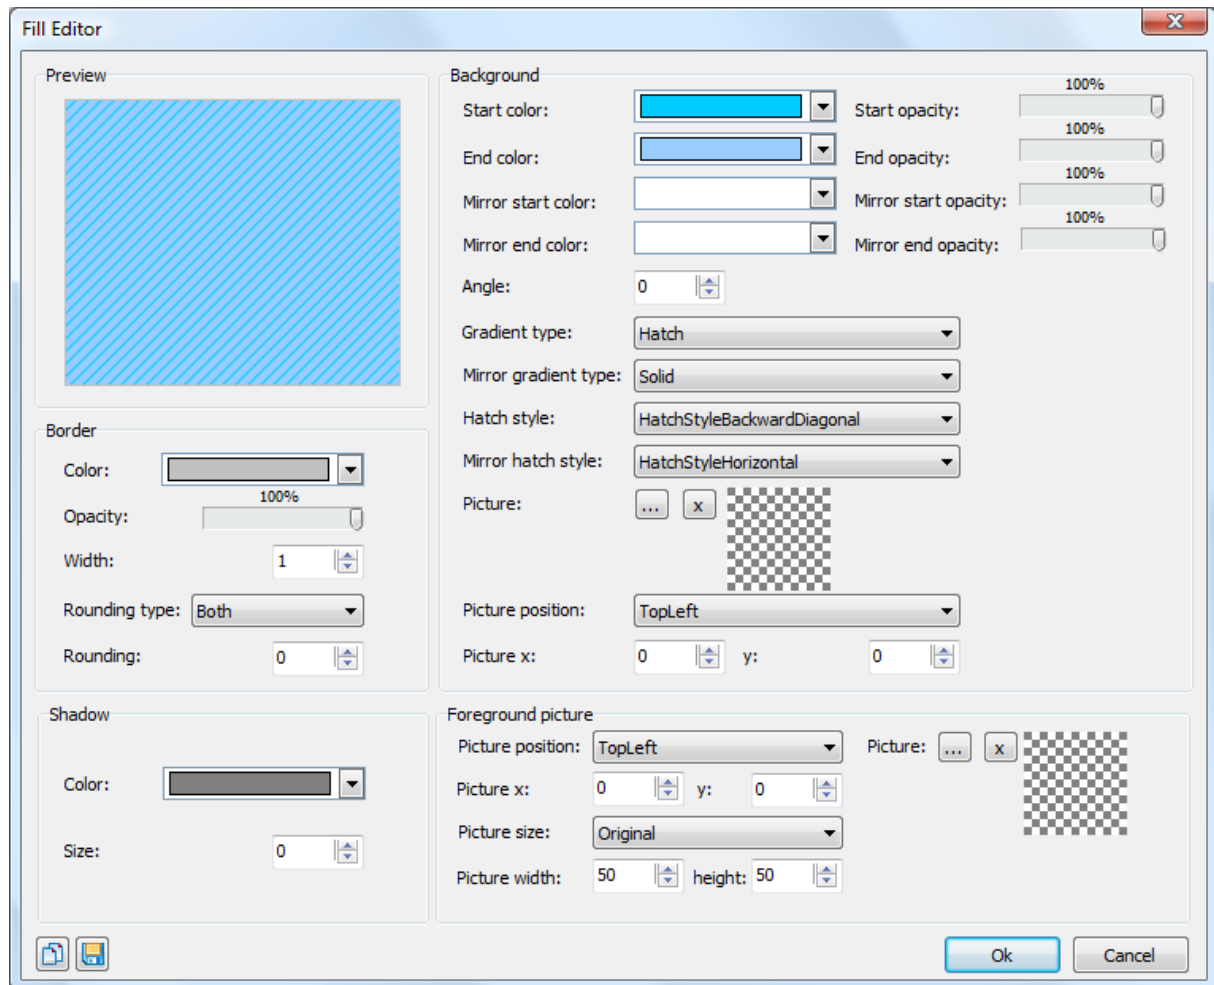 Fill Editor
x
Preview
Background
Start color:
Start opacity:
100%
End color:
End opacity:
100%
Mirror start color:
Mirror start opacity:
100%
Mirror end color:
Mirror end opacity:
100%
Angle:
0
Gradient type:
Hatch
Mirror gradient type:
Solid
Hatch style:
HatchStyleBackwardDiagonal
Mirror hatch style:
HatchStyleHorizontal
Picture:
...
x
Picture position:
TopLeft
Picture x:
0
y:
0
Border
Color:
100%
Opacity:
Width:
1
Rounding type:
Both
Rounding:
0
Shadow
Color:
Size:
0
Foreground picture
Picture position:
TopLeft
Picture:
...
x
Picture x:
0
y:
0
Picture size:
Original
Picture width:
50
height:
50
Ok
Cancel